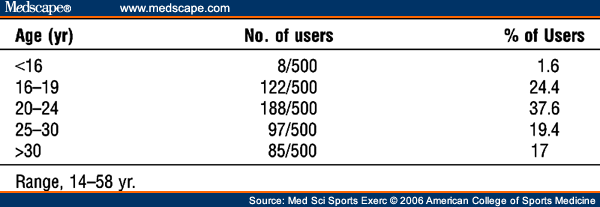 Medscape® www.medscape.com
Age (yr) No. of users % of Users
<16 8/500 1.6
16–19 122/500 24.4
20–24 188/500 37.6
25–30 97/500 19.4
>30 85/500 17
Range, 14–58 yr.
Source: Med Sci Sports Exerc © 2006 American College of Sports Medicine